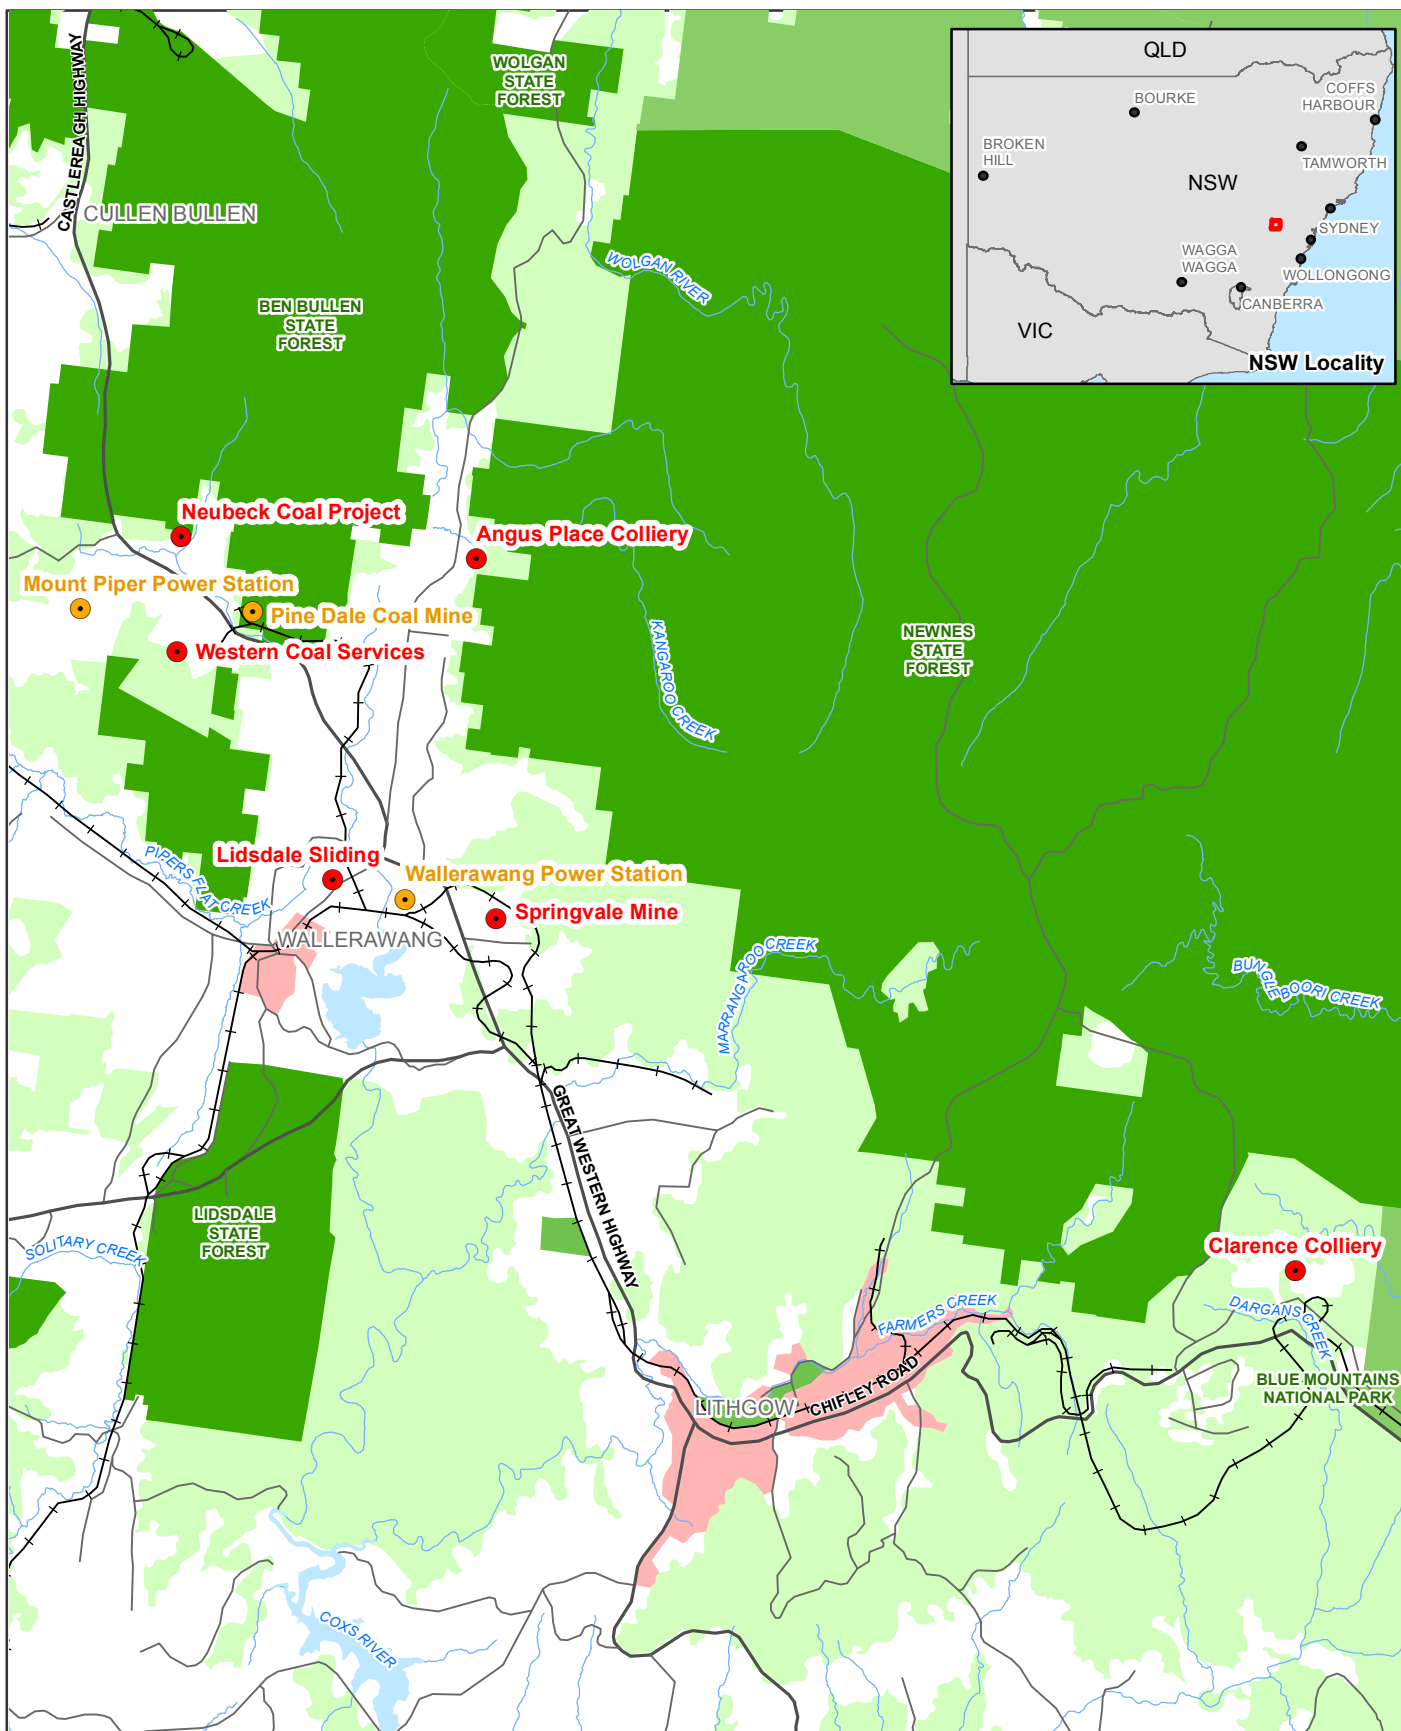 CASTLEREAGH HIGHWAY
WOLGAN
STATE
FOREST
QLD
BOURKE
COFFS
HARBOUR
BROKEN
HILL
TAMWORTH
NSW
SYDNEY
WAGGA
WAGGA
WOLLONGONG
CANBERRA
VIC
NSW Locality
CULLEN BULLEN
WOLGAN RIVER
BEN BULLEN
STATE
FOREST
Neubeck Coal Project
Angus Place Colliery
Mount Piper Power Station
Pine Dale Coal Mine
Western Coal Services
KANGAROO CREEK
NEWNES
STATE
FOREST
PIPERS FLAT CREEK
Lidsdale Sliding
Wallerawang Power Station
Springvale Mine
WALLERAWANG
MARRANGAROO CREEK
BUNGLEBOORI CREEK
GREAT WESTERN HIGHWAY
LIDSDALE
STATE
FOREST
SOLITARY CREEK
Clarence Colliery
FARMERS CREEK
DARGANS CREEK
CHIFLEY ROAD
BLUE MOUNTAINS
NATIONAL PARK
LITHGOW
COXS RIVER